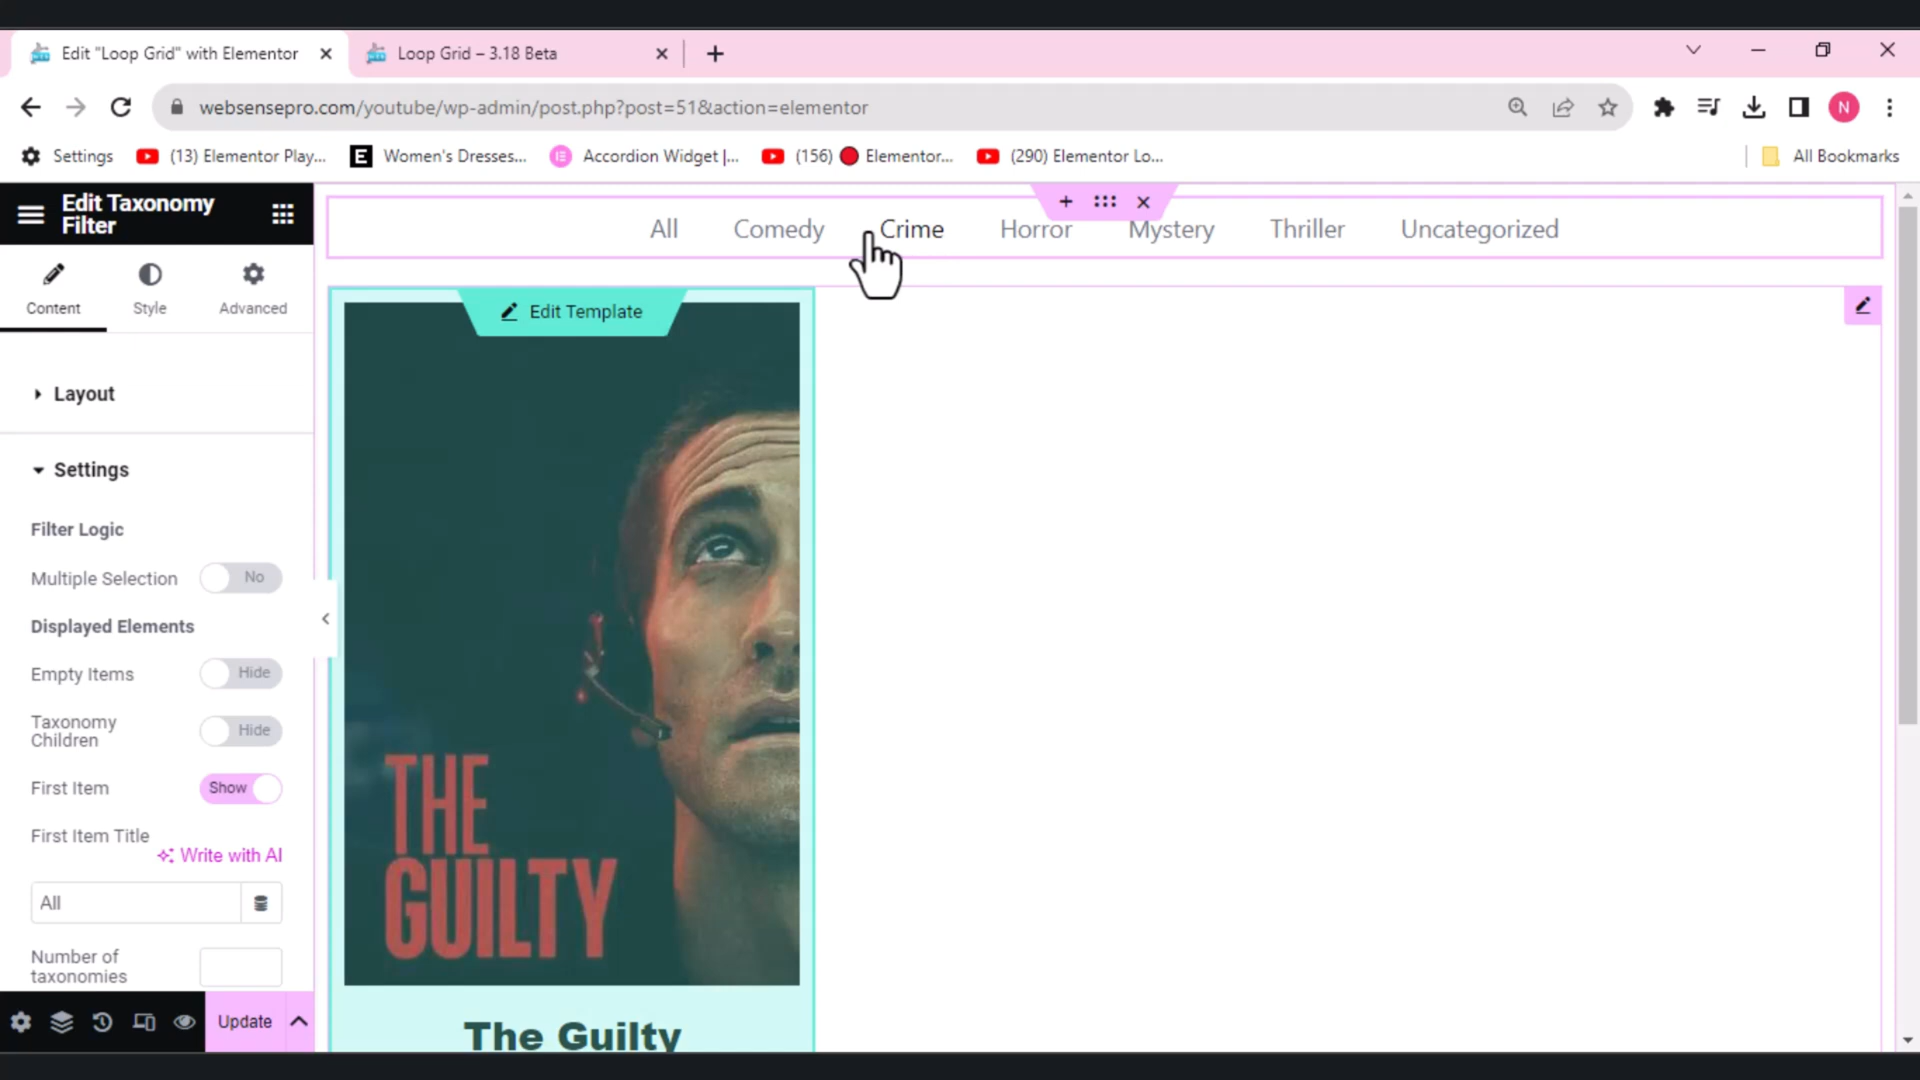 Edit "Loop Grid" with Elementor
Loop Grid – 3.18 Beta
websensepro.com/youtube/wp-admin/post.php?post=51&action=elementor
N
Settings
(13) Elementor Play...
E
Women's Dresses...
Accordion Widget |...
(156)
Elementor...
(290) Elementor Lo...
All Bookmarks
Edit Taxonomy
Filter
All
Comedy
Crime
Horror
Mystery
Thriller
Uncategorized
Content
Style
Advanced
Edit Template
Layout
Settings
Filter Logic
Multiple Selection
No
Displayed Elements
Empty Items
Hide
Taxonomy
Children
Hide
First Item
Show
First Item Title
Write with AI
All
Number of
taxonomies
Update
THE
GUILTY
The Guilty